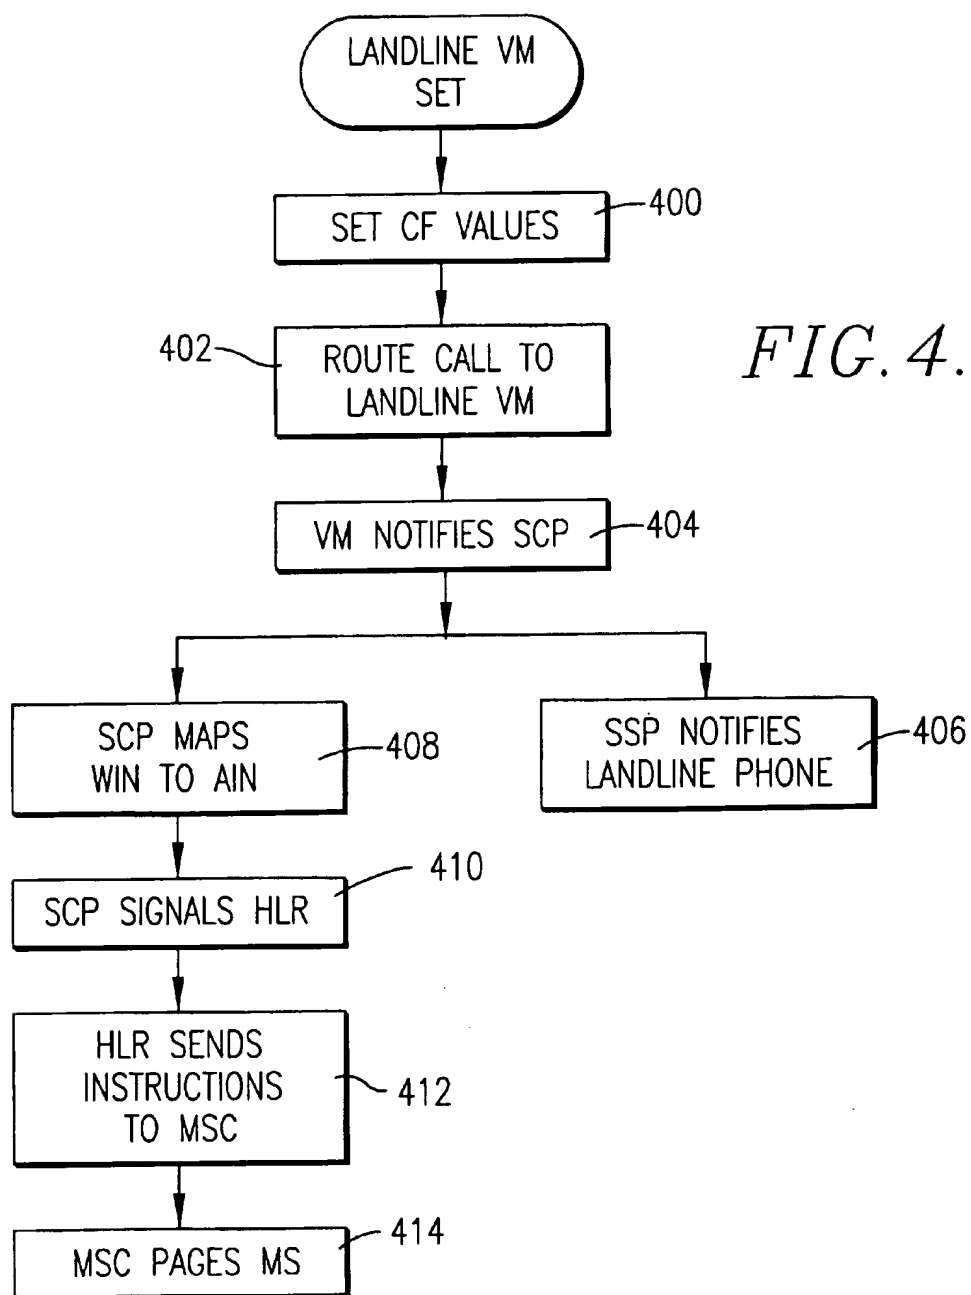 LANDLINE VM
SET
SET CF VALUES
400
402
ROUTE CALL TO
LANDLINE VM
FIG. 4.
VM NOTIFIES SCP
404
SCP MAPS
WIN TO AIN
408
SSP NOTIFIES
LANDLINE PHONE
406
SCP SIGNALS HLR
410
HLR SENDS
INSTRUCTIONS
TO MSC
412
MSC PAGES MS
414